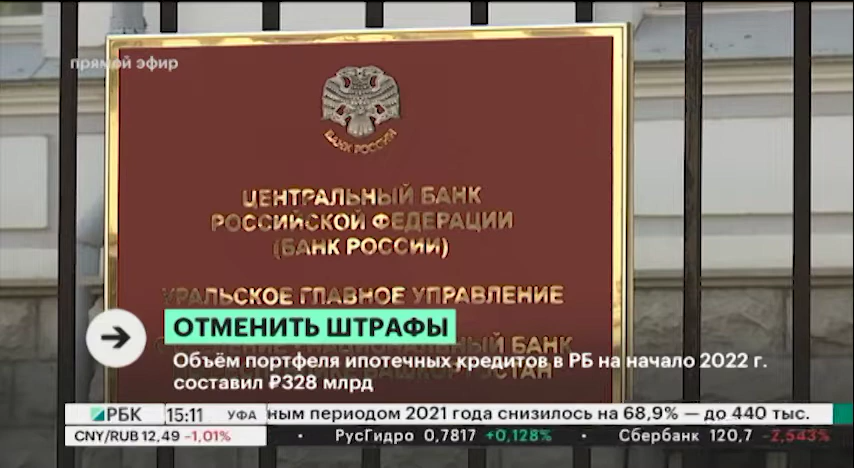 прямой эфир
БАНК РОССИИ
ЦЕНТРАЛЬНЫЙ БАНК
РОССИЙСКОЙ ФЕДЕРАЦИИ
(БАНК РОССИИ)
УРАЛЬСКОЕ ГЛАВНОЕ УПРАВЛЕНИЕ
ОТМЕНИТЬ ШТРАФЫ
НАЦИОНАЛЬНЫЙ БАНК
Объём портфеля ипотечных кредитов в РБ на начало 2022 г.
составил ₽328 млрд
РБК 15:11 УФА ным периодом 2021 года снизилось на 68,9% — до 440 тыс.
CNY/RUB 12,49 -1,01% • РусГидро 0,7817 +0,128% • Сбербанк 120,7 -2,543%